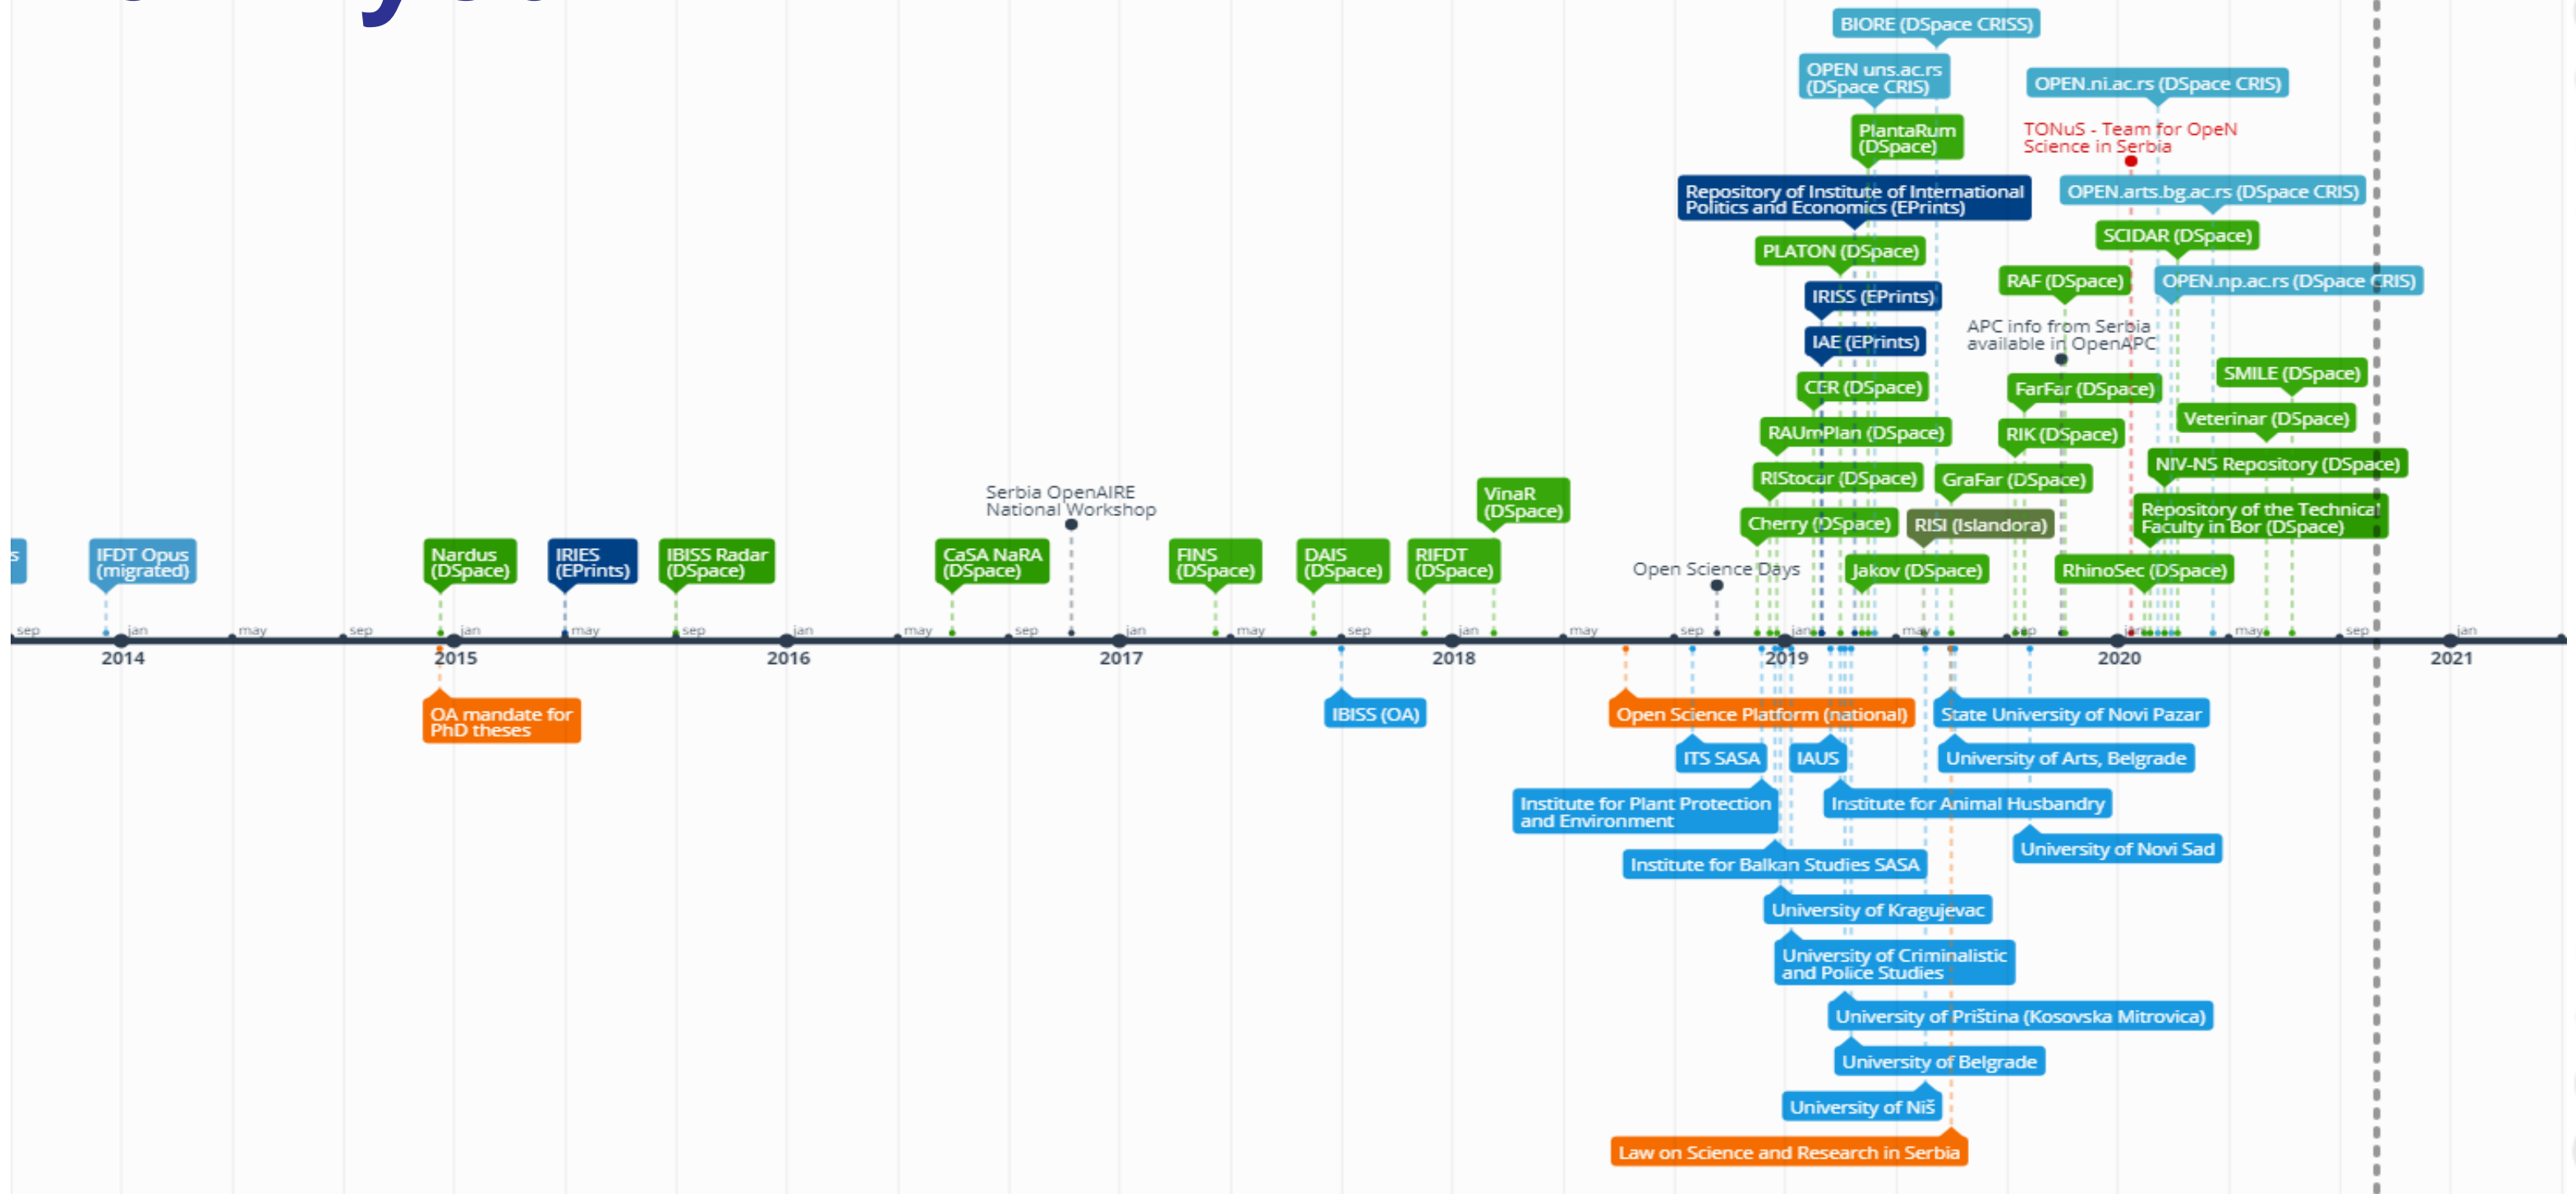 BIORE (DSpace CRISS)
OPEN uns.ac.rs
(DSpace CRIS)
OPEN.ni.ac.rs (DSpace CRIS)
PlantaRum
(DSpace)
TONuS - Team for OpeN
Science in Serbia
Repository of Institute of International
Politics and Economics (EPrints)
OPEN.arts.bg.ac.rs (DSpace CRIS)
SCIDAR (DSpace)
PLATON (DSpace)
RAF (DSpace)
OPEN.np.ac.rs (DSpace CRIS)
IRISS (EPrints)
APC info from Serbia
available in OpenAPC
IAE (EPrints)
SMILE (DSpace)
CER (DSpace)
FarFar (DSpace)
Veterinar (DSpace)
RAUmPlan (DSpace)
RIK (DSpace)
NIV-NS Repository (DSpace)
RIStocar (DSpace)
GraFar (DSpace)
Serbia OpenAIRE
National Workshop
VinaR
(DSpace)
Cherry (DSpace)
RISI (Islandora)
Repository of the Technical
Faculty in Bor (DSpace)
s
IFDT Opus
(migrated)
Nardus
(DSpace)
IRIES
(EPrints)
IBISS Radar
(DSpace)
CaSA NaRA
(DSpace)
FINS
(DSpace)
DAIS
(DSpace)
RIFDT
(DSpace)
Open Science Days
Jakov (DSpace)
RhinoSec (DSpace)
sep jan may sep jan may sep jan may sep jan may sep jan may sep jan may sep jan may sep jan
2014 2015 2016 2017 2018 2019 2020 2021
OA mandate for
PhD theses
IBISS (OA)
Open Science Platform (national)
State University of Novi Pazar
ITS SASA
IAUS
University of Arts, Belgrade
Institute for Plant Protection
and Environment
Institute for Animal Husbandry
University of Novi Sad
Institute for Balkan Studies SASA
University of Kragujevac
University of Criminalistic
and Police Studies
University of Priština (Kosovska Mitrovica)
University of Belgrade
University of Niš
Law on Science and Research in Serbia